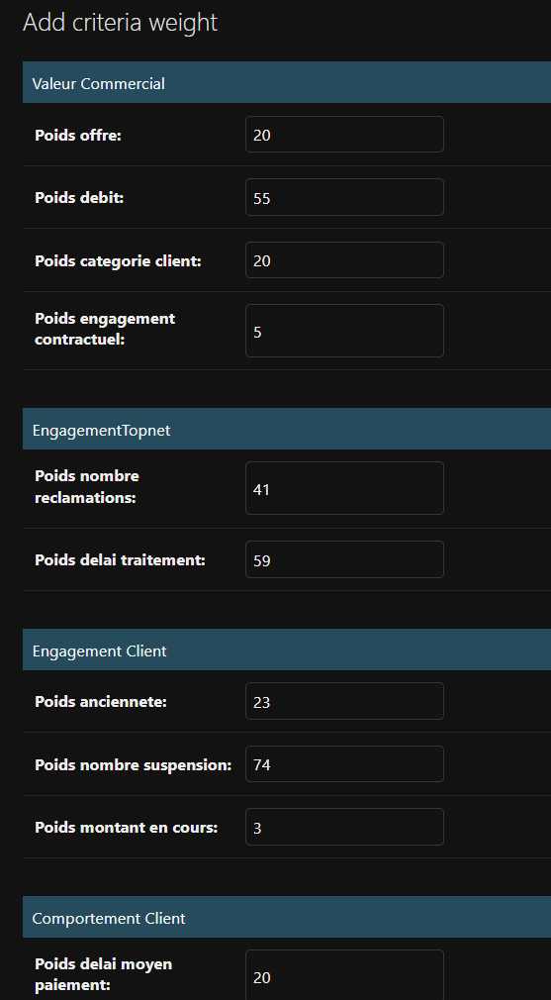 Add criteria weight
Valeur Commercial
Poids offre:
20
Poids debit:
55
Poids categorie client:
20
Poids engagement
contractuel:
5
EngagementTopnet
Poids nombre
reclamations:
41
Poids delai traitement:
59
Engagement Client
Poids anciennete:
23
Poids nombre suspension:
74
Poids montant en cours:
3
Comportement Client
Poids delai moyen
paiement:
20